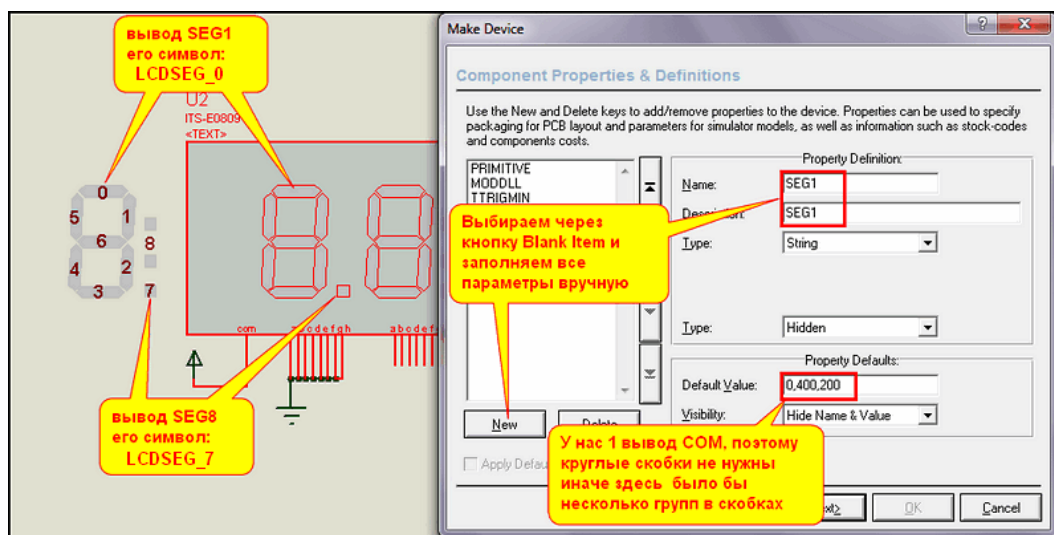 вывод SEG1
его символ:
LCDSEG_0
U2
ITS-E0809
<TEXT>
0
5
1
6
8
4
2
3
7
com
abcdefgh
вывод SEG8
его символ:
LCDSEG_7
Make Device
Component Properties & Definitions
Use the New and Delete keys to add/remove properties to the device. Properties can be used to specify
packaging for PCB layout and parameters for simulator models, as well as information such as stock-codes
and components costs.
PRIMITIVE
MODDLL
TTRIGMIN
Выбираем через
кнопку Blank Item и
заполняем все
параметры вручную
New
Delete
Property Definition:
Name:
SEG1
SEG1
Type:
String
Type:
Hidden
Property Defaults:
Default Value:
0,400,200
Visibility:
Hide Name & Value
У нас 1 вывод COM, поэтому
круглые скобки не нужны
иначе здесь было бы
несколько групп в скобках
Apply Defau
OK
Cancel